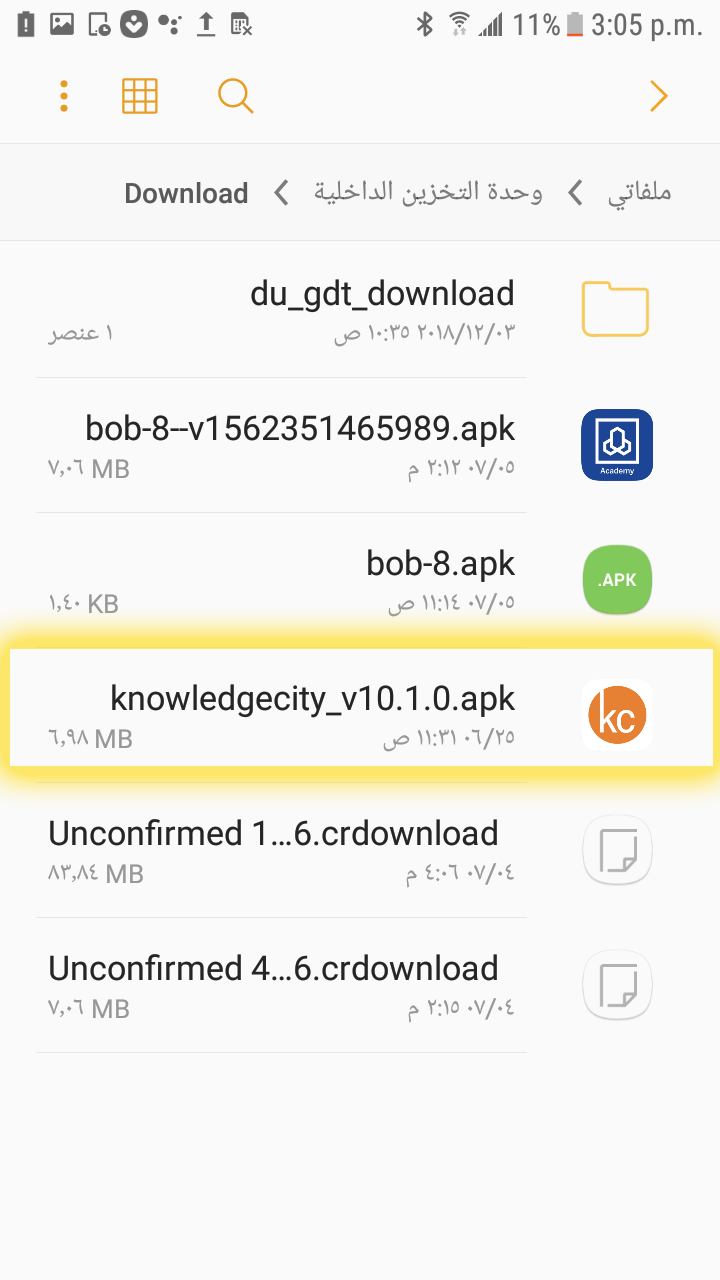 11% 3:05 p.m.
ملفاتي
وحدة التخزين الداخلية
Download
du_gdt_download
٢٠١٨/١٢/٠٣ ١٠:٣٥ ص
١ عنصر
bob-8--v1562351465989.apk
٠٧/٠٥ ٢:١٢ م
٧,٠٦ MB
Academy
bob-8.apk
٠٧/٠٥ ١١:١٤ ص
١,٤٠ KB
.APK
knowledgecity_v10.1.0.apk
٠٦/٢٥ ١١:٣١ ص
٦,٩٨ MB
kc
Unconfirmed 1...6.crdownload
٠٧/٠٤ ٤:٠٦ م
٨٣,٨٤ MB
Unconfirmed 4...6.crdownload
٠٧/٠٤ ٢:١٥ م
٧,٠٦ MB